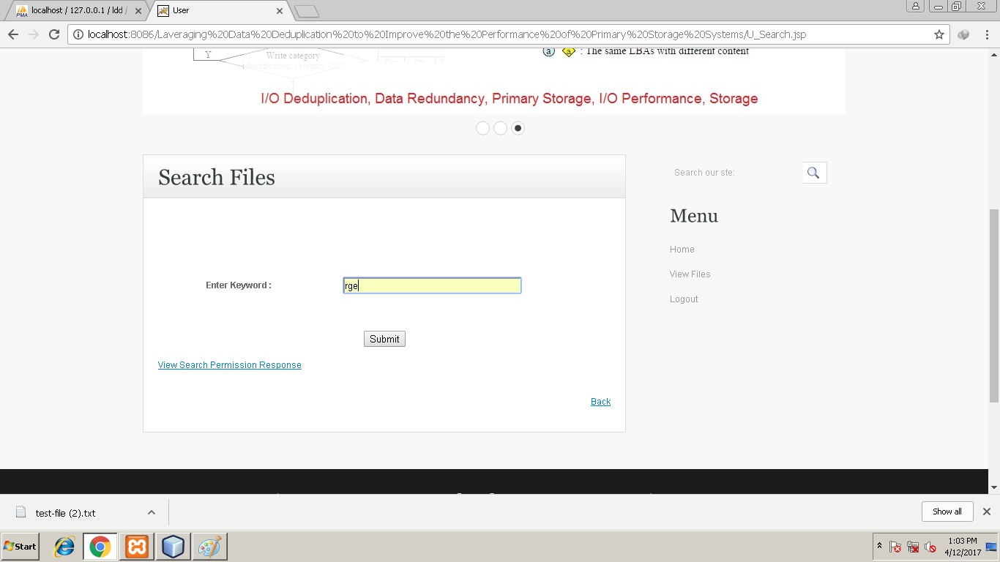 localhost / 127.0.0.1 / ldd /
User
localhost:8086/Laveraging%20Data%20Deduplication%20to%20Improve%20the%20Performance%20of%20Primary%20Storage%20Systems/U_Search.jsp
Y
Write category
a a : The same LBAs with different content
I/O Deduplication, Data Redundancy, Primary Storage, I/O Performance, Storage
Search Files
Search our ste:
Menu
Home
View Files
Logout
Enter Keyword :
rge
Submit
View Search Permission Response
Back
test-file (2).txt
Show all
Start
1:03 PM
4/12/2017